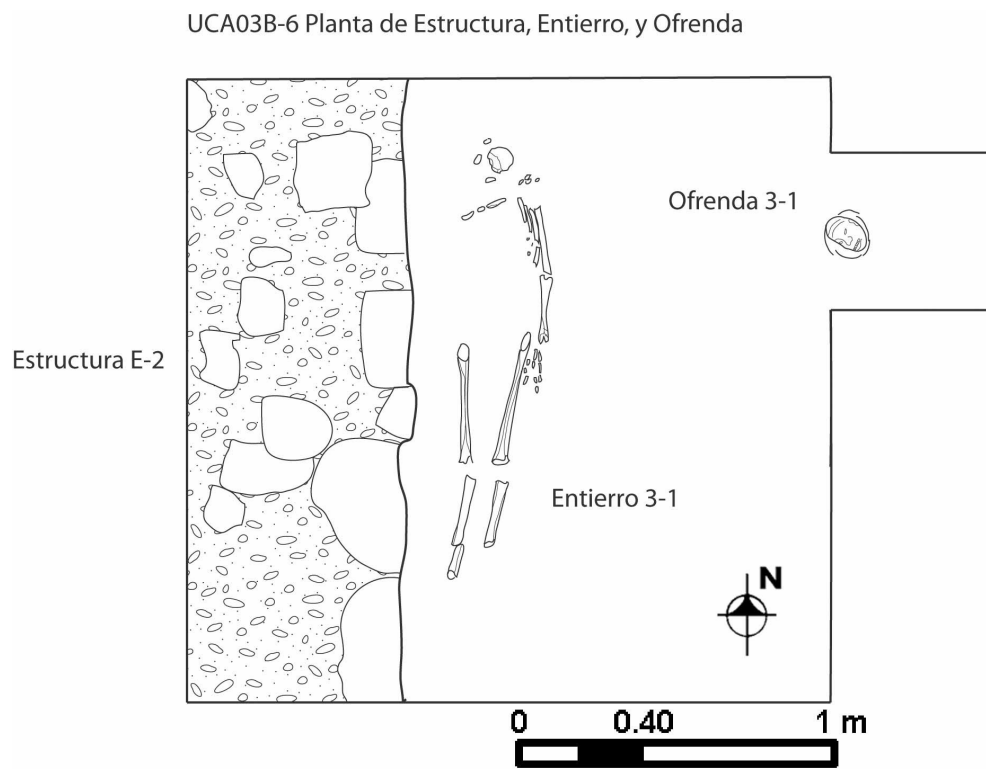 UCA03B-6 Planta de Estructura, Entierro, y Ofrenda
Ofrenda 3-1
Estructura E-2
Entierro 3-1
N
0 0.40 1 m